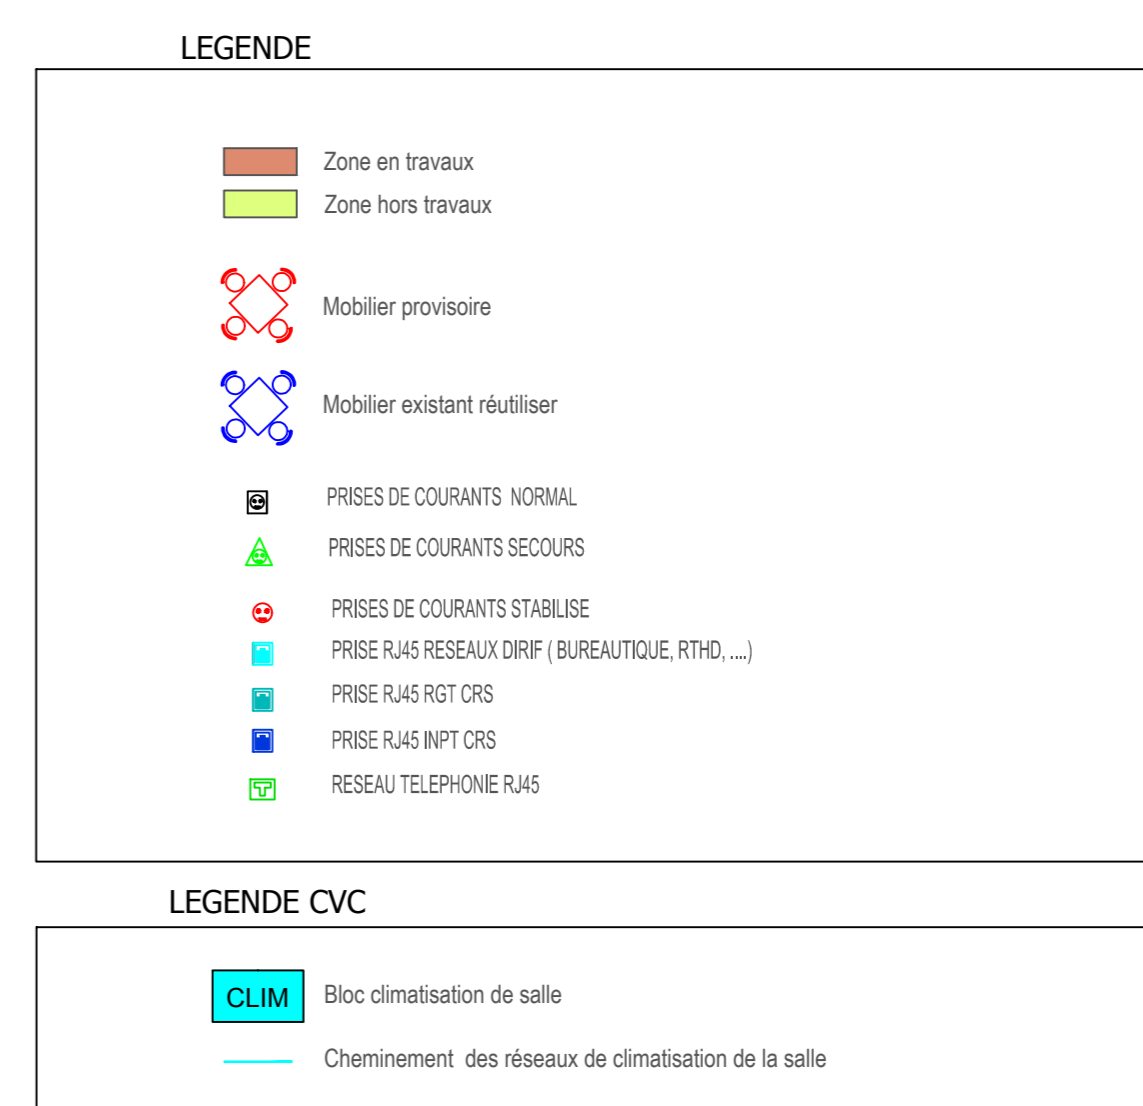 LEGENDE
Zone en travaux
Zone hors travaux
Mobilier provisoire
Mobilier existant réutiliser
PRISES DE COURANTS NORMAL
PRISES DE COURANTS SECOURS
PRISES DE COURANTS STABILISE
PRISE RJ45 RESEAUX DIRIF ( BUREAUTIQUE, RTHD, ....)
PRISE RJ45 RGT CRS
PRISE RJ45 INPT CRS
RESEAU TELEPHONIE RJ45
LEGENDE CVC
CLIM Bloc climatisation de salle
Cheminement des réseaux de climatisation de la salle